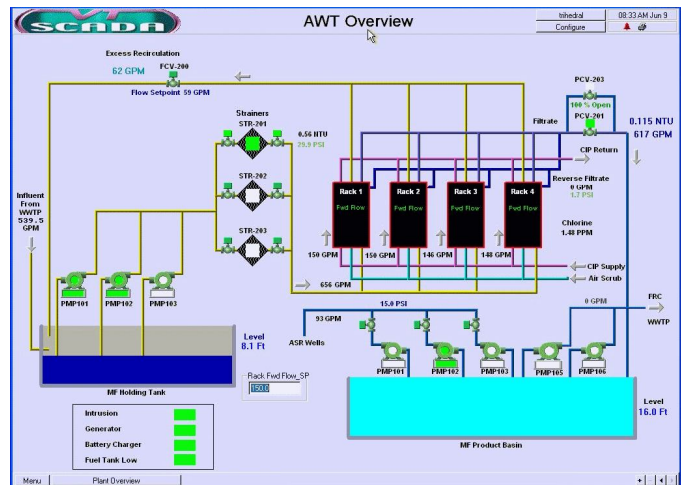 VT
SCADA
AWT Overview
trihedral
Configure
08:33 AM Jun 9
Excess Recirculation
62 GPM
FCV-200
Flow Setpoint 59 GPM
PCV-203
100 % Open
PCV-201
Filtrate
0.115 NTU
617 GPM
Strainers
STR-201
0.56 NTU
29.9 PSI
CIP Return
STR-202
Reverse Filtrate
0 GPM
1.7 PSI
Rack 1
Rack 2
Rack 3
Rack 4
Fwd Flow
Fwd Flow
Fwd Flow
Fwd Flow
Influent
From
WWTP
539.5
GPM
Chlorine
1.48 PPM
STR-203
150 GPM
150 GPM
146 GPM
148 GPM
CIP Supply
Air Scrub
656 GPM
PMP101
PMP102
PMP103
15.0 PSI
0 GPM
FRC
WWTP
93 GPM
ASR Wells
Level
8.1 Ft
PMP101
PMP102
PMP103
PMP105
PMP106
Rack Fwd Flow_SP
150.0
MF Holding Tank
Level
16.0 Ft
Intrusion
Generator
Battery Charger
Fuel Tank Low
MF Product Basin
Menu
Plant Overview